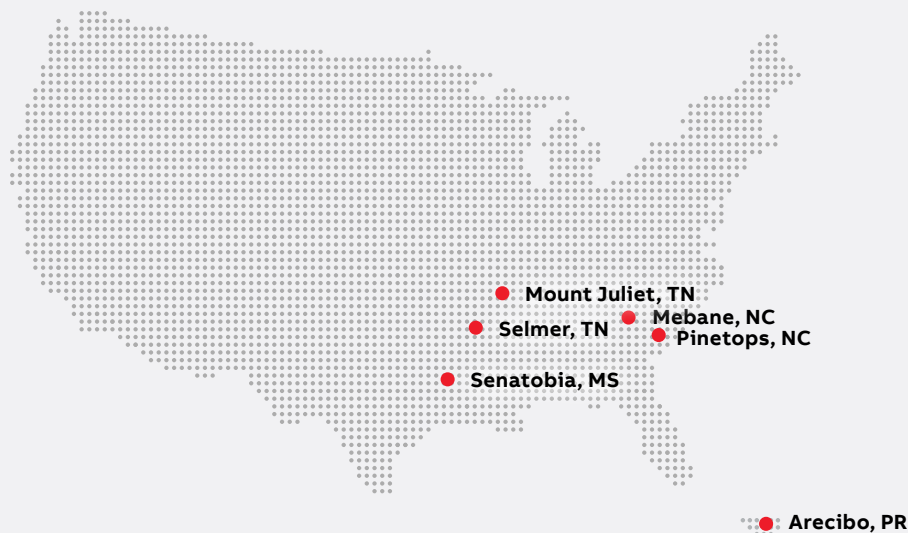 Mount Juliet, TN
Mebane, NC
Selmer, TN
Pinetops, NC
Senatobia, MS
Arecibo, PR